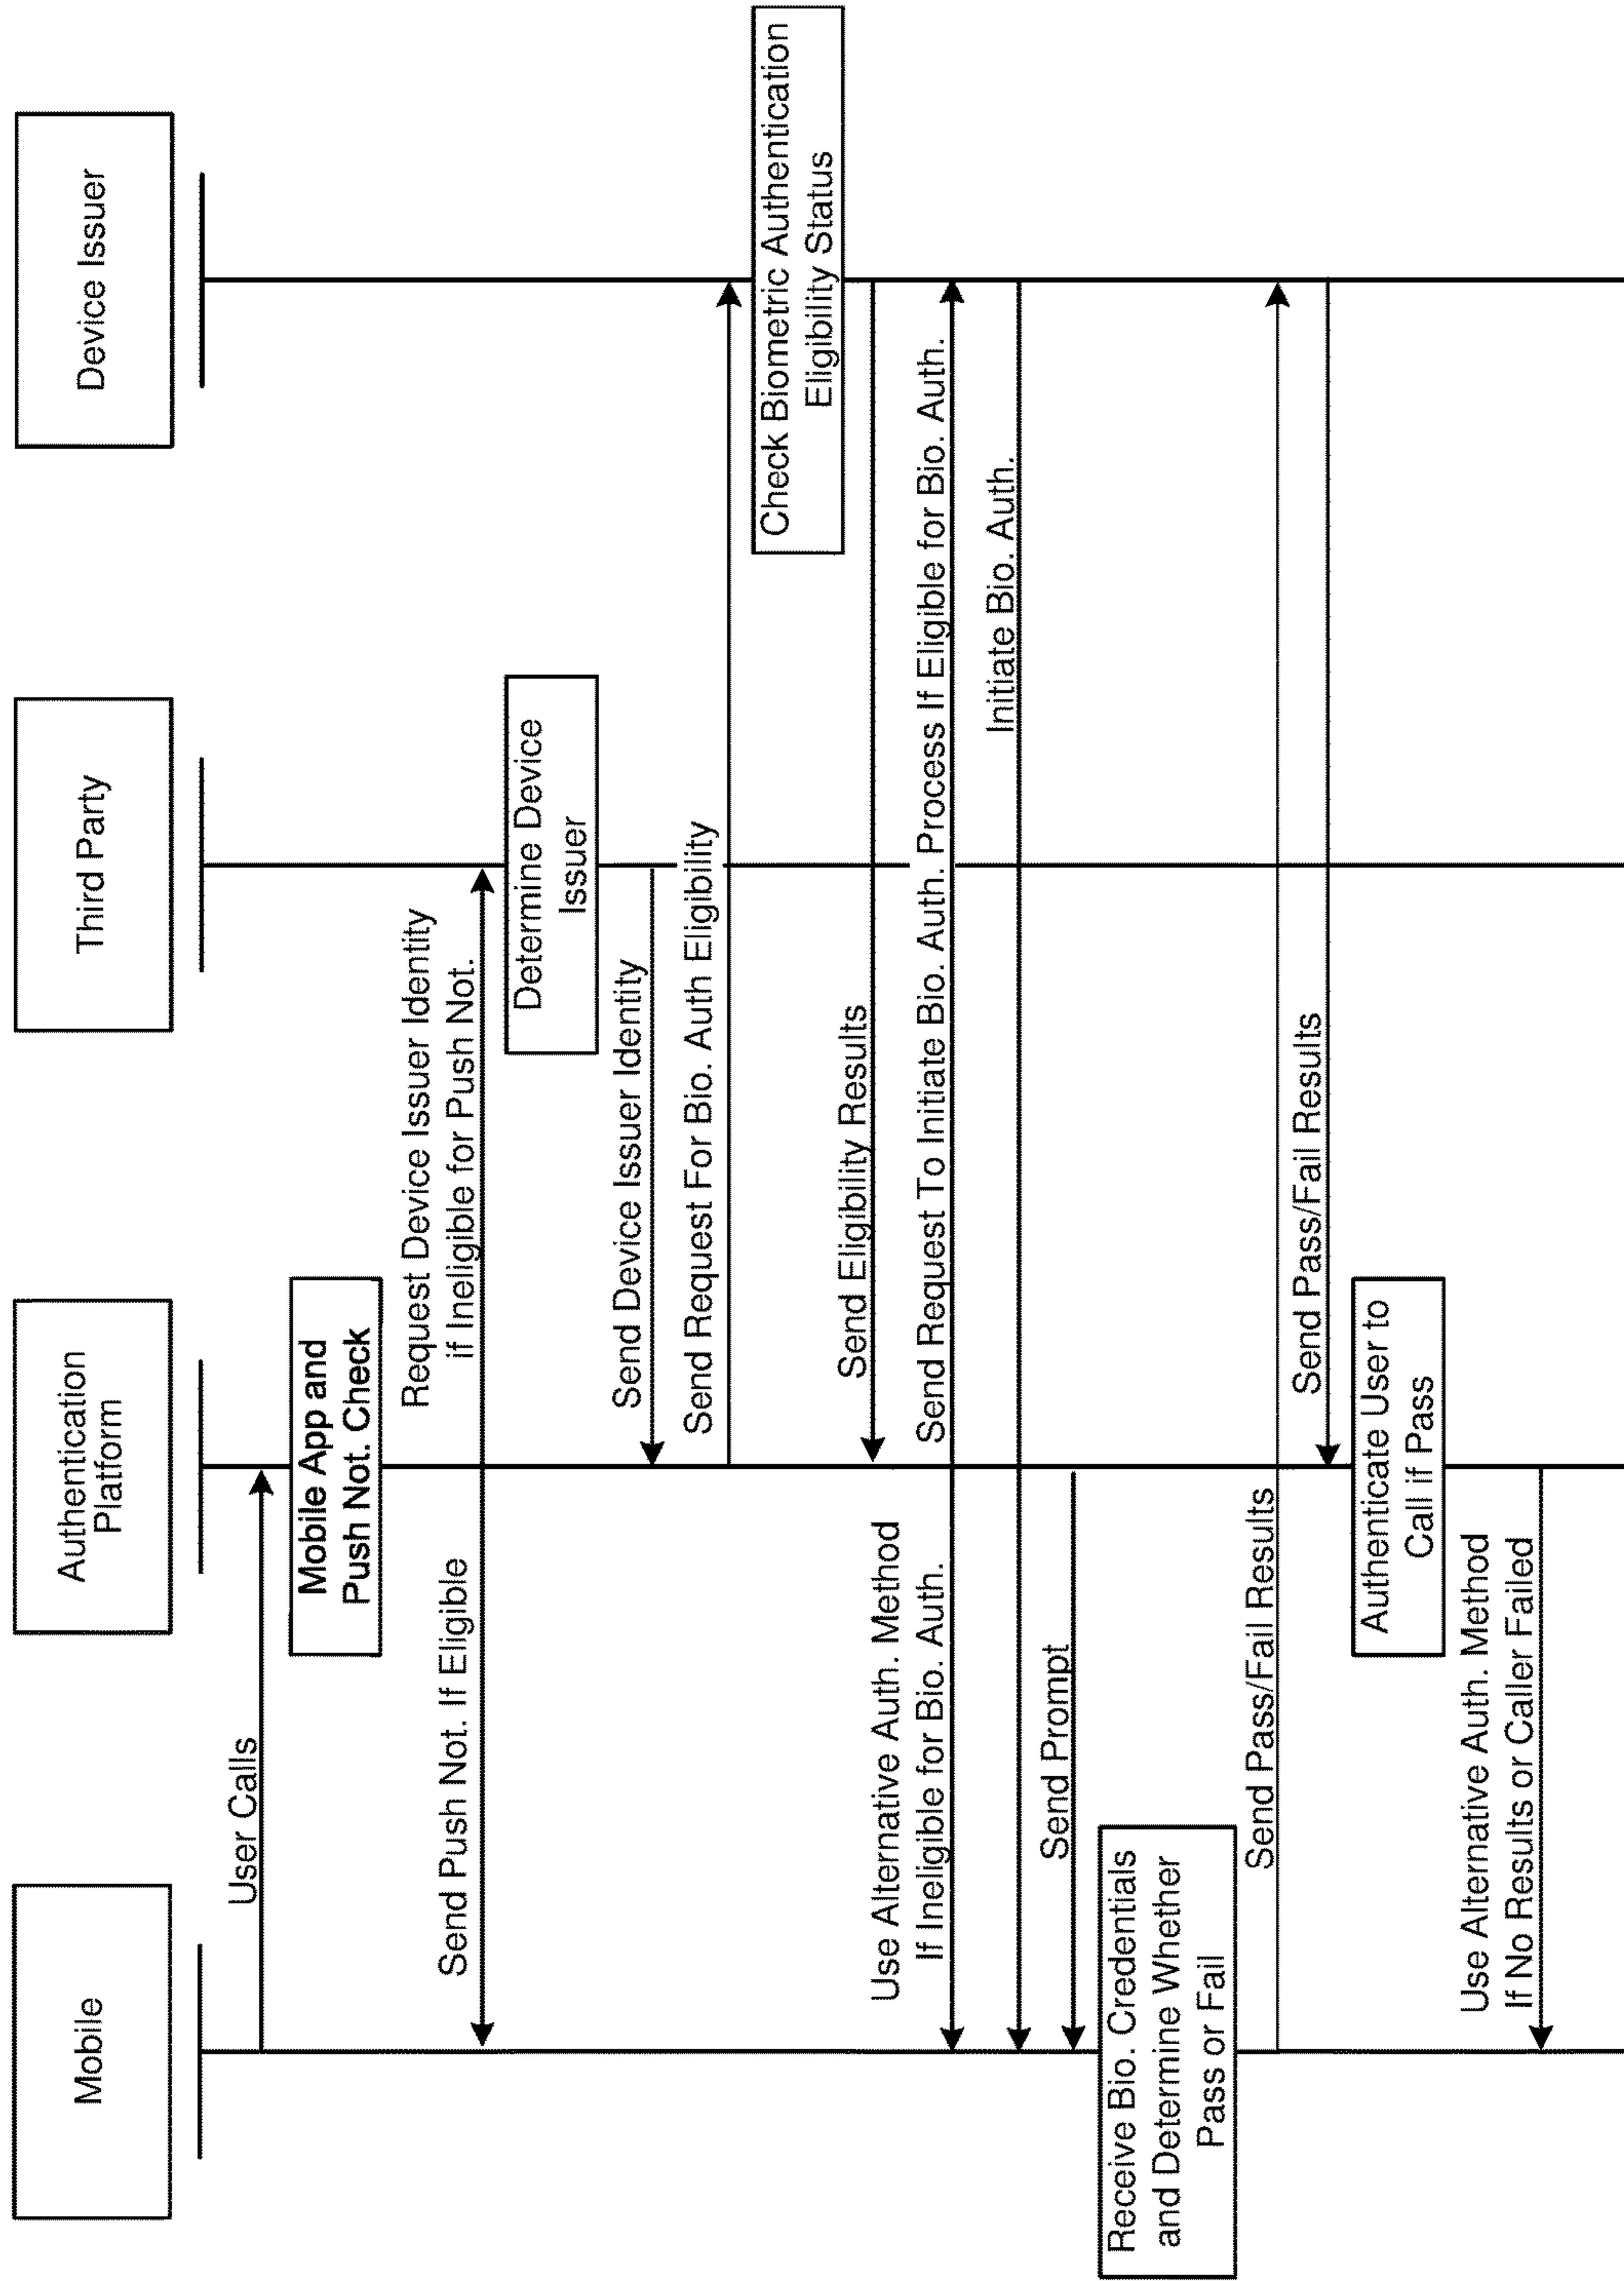 Mobile
Authentication
Platform
Third Party
Device Issuer
User Calls
Mobile App and
Push Not. Check
Send Push Not. If Eligible
Request Device Issuer Identity
if Ineligible for Push Not.
Determine Device
Issuer
Send Device Issuer Identity
Send Request For Bio. Auth Eligibility
Check Biometric Authentication
Eligibility Status
Send Eligibility Results
Use Alternative Auth. Method
If Ineligible for Bio. Auth.
Send Request To Initiate Bio. Auth. Process If Eligible for Bio. Auth.
Initiate Bio. Auth.
Send Prompt
Receive Bio. Credentials
and Determine Whether
Pass or Fail
Send Pass/Fail Results
Send Pass/Fail Results
Authenticate User to
Call if Pass
Use Alternative Auth. Method
If No Results or Caller Failed